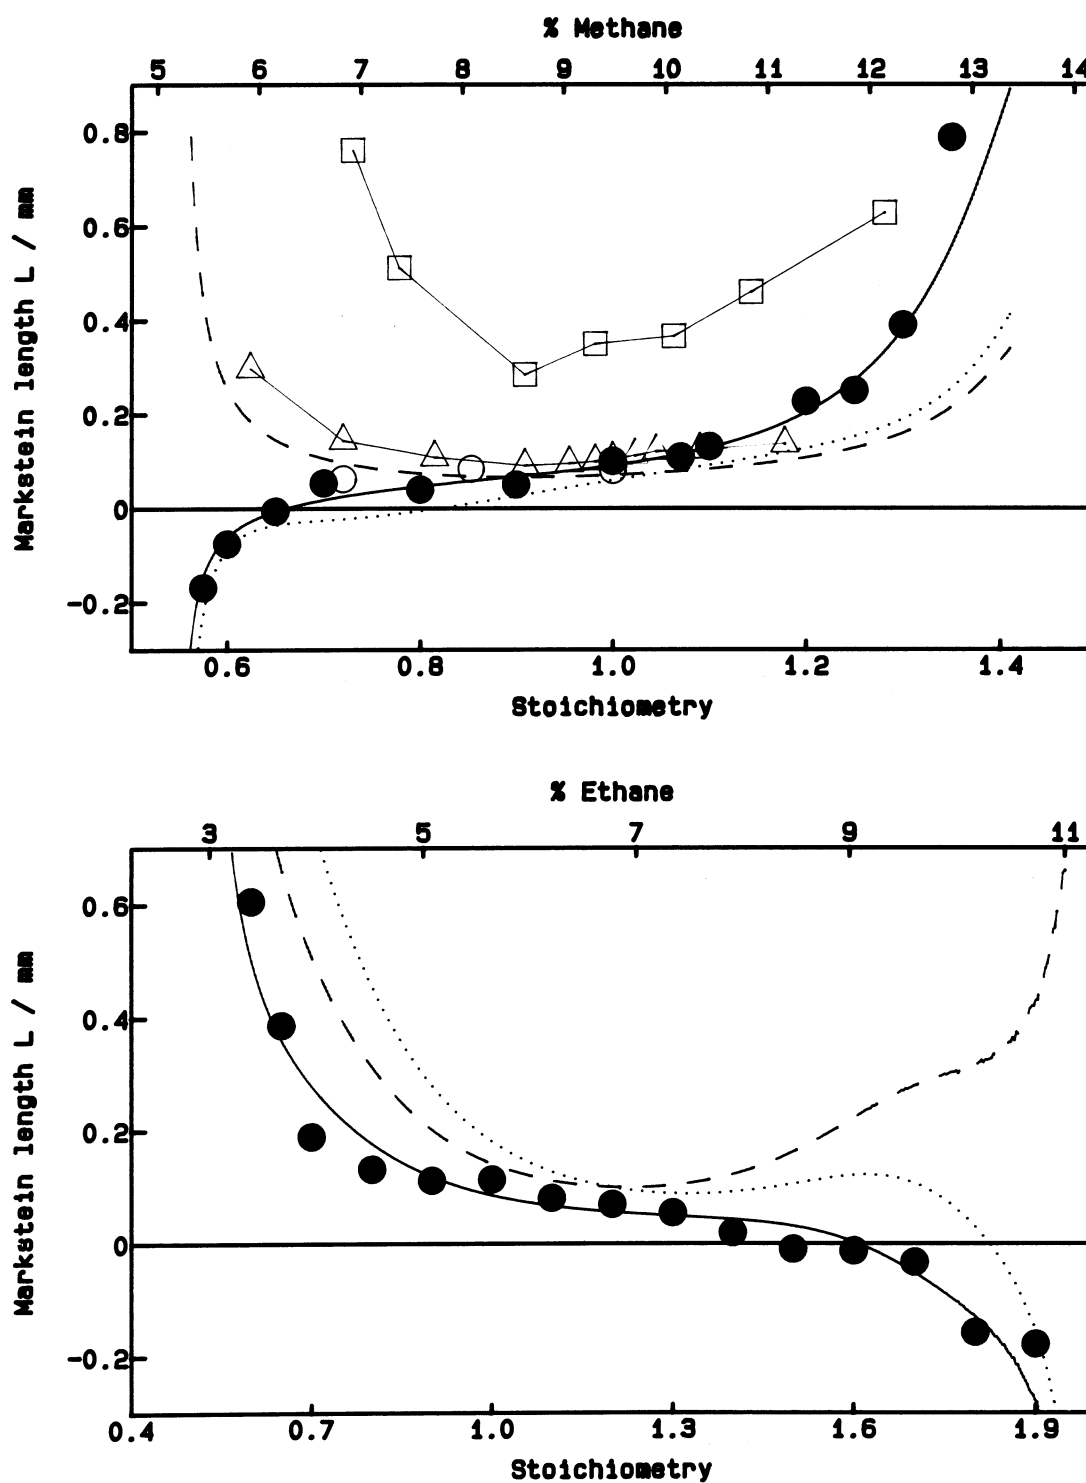 % Methane
5 6 7 8 9 10 11 12 13 14
0.8
0.6
0.4
0.2
0
-0.2
Markstein length L / mm
0.6 0.8 1.0 1.2 1.4
Stoichiometry
% Ethane
3 5 7 9 11
0.6
0.4
0.2
0
-0.2
Markstein length L / mm
0.4 0.7 1.0 1.3 1.6 1.9
Stoichiometry